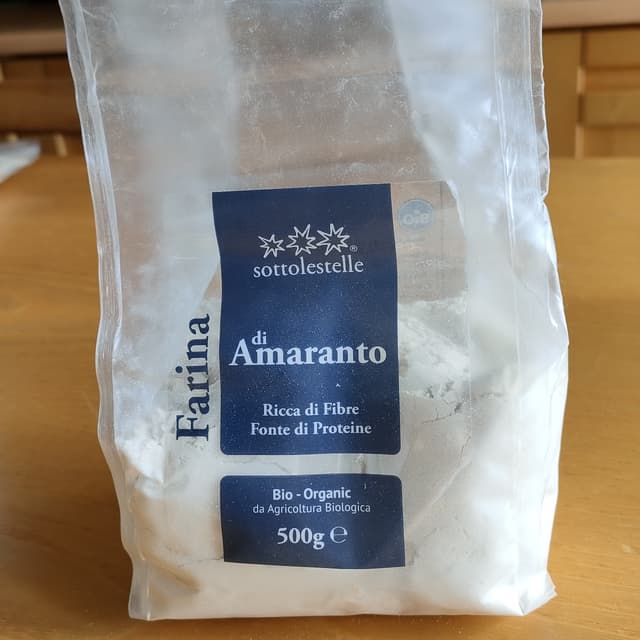 sottolestelle®
Farina
di
Amaranto
Ricca di Fibre
Fonte di Proteine
Bio - Organic
da Agricoltura Biologica
500g ℮